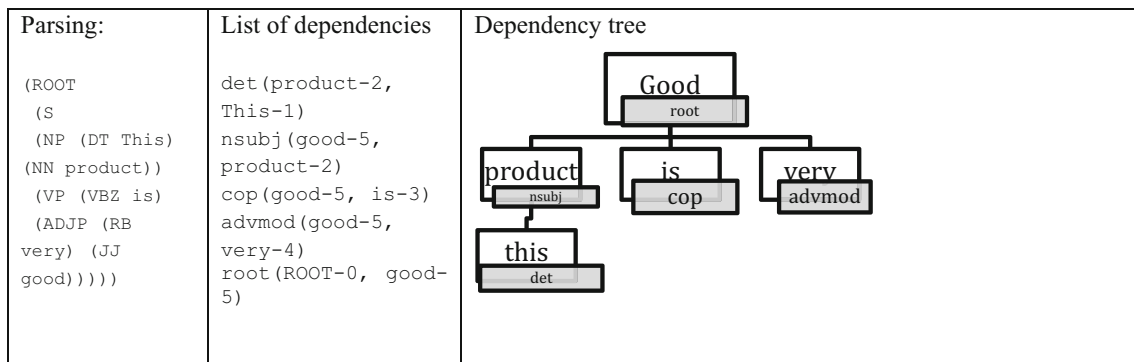 Parsing:
(ROOT
(S
(NP (DT This)
(NN product))
(VP (VBZ is)
(ADJP (RB
very) (JJ
good)))))
List of dependencies
det(product-2,
This-1)
nsubj(good-5,
product-2)
cop(good-5, is-3)
advmod(good-5,
very-4)
root(ROOT-0, good-
5)
Dependency tree
Good
root
product
nsubj
is
cop
very
advmod
this
det